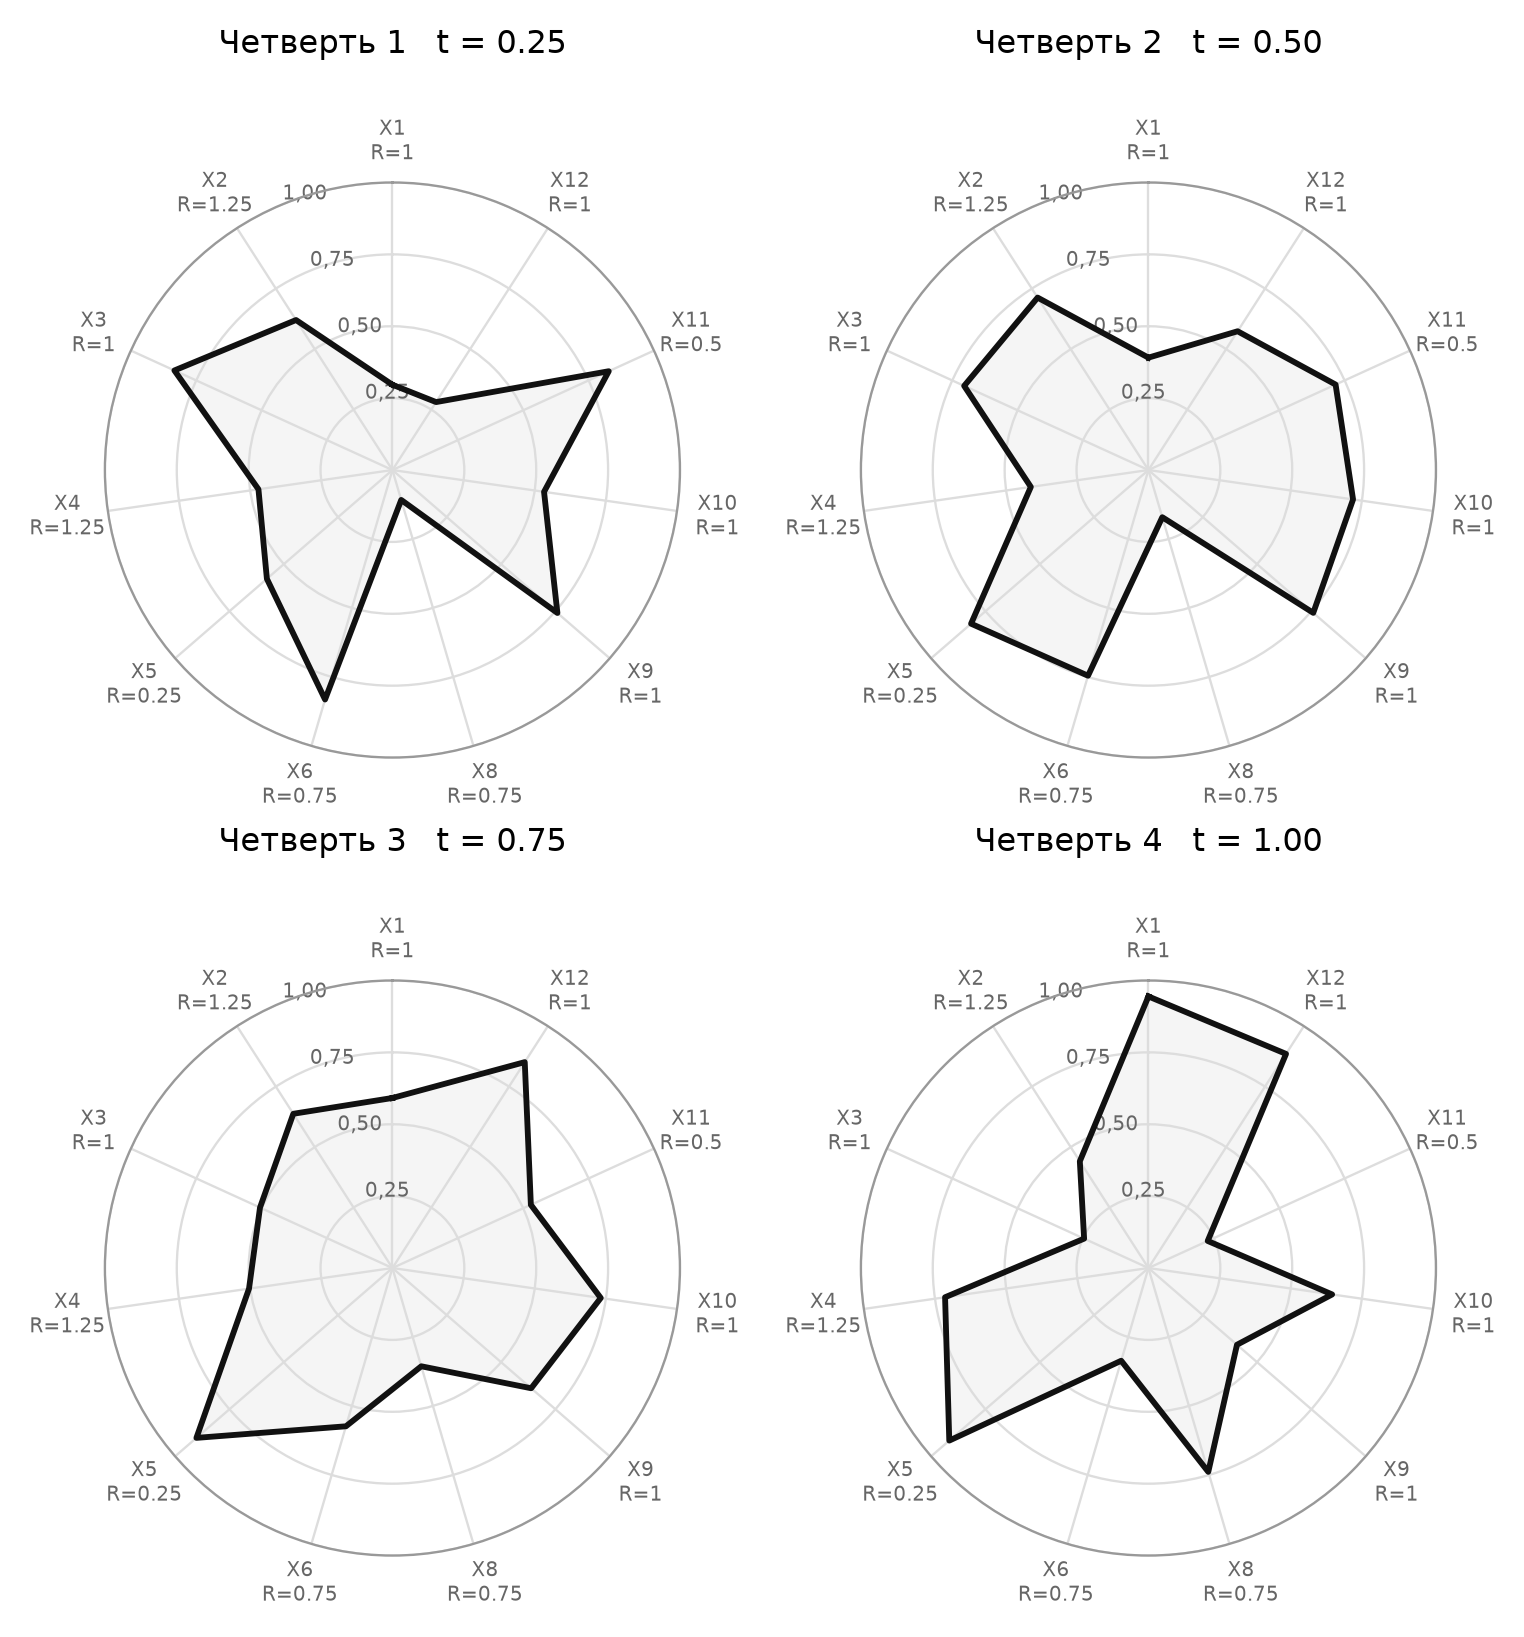 Четверть 1   t = 0.25
X1
R=1
X2
R=1.25
X12
R=1
1,00
0,75
X3
R=1
X11
R=0.5
0,50
0,25
X4
R=1.25
X10
R=1
X5
R=0.25
X9
R=1
X6
R=0.75
X8
R=0.75
Четверть 2   t = 0.50
X1
R=1
X2
R=1.25
X12
R=1
1,00
0,75
X3
R=1
X11
R=0.5
0,50
0,25
X4
R=1.25
X10
R=1
X5
R=0.25
X9
R=1
X6
R=0.75
X8
R=0.75
Четверть 3   t = 0.75
X1
R=1
X2
R=1.25
X12
R=1
1,00
0,75
X3
R=1
X11
R=0.5
0,50
0,25
X4
R=1.25
X10
R=1
X5
R=0.25
X9
R=1
X6
R=0.75
X8
R=0.75
Четверть 4   t = 1.00
X1
R=1
X2
R=1.25
X12
R=1
1,00
0,75
X3
R=1
X11
R=0.5
0,50
0,25
X4
R=1.25
X10
R=1
X5
R=0.25
X9
R=1
X6
R=0.75
X8
R=0.75